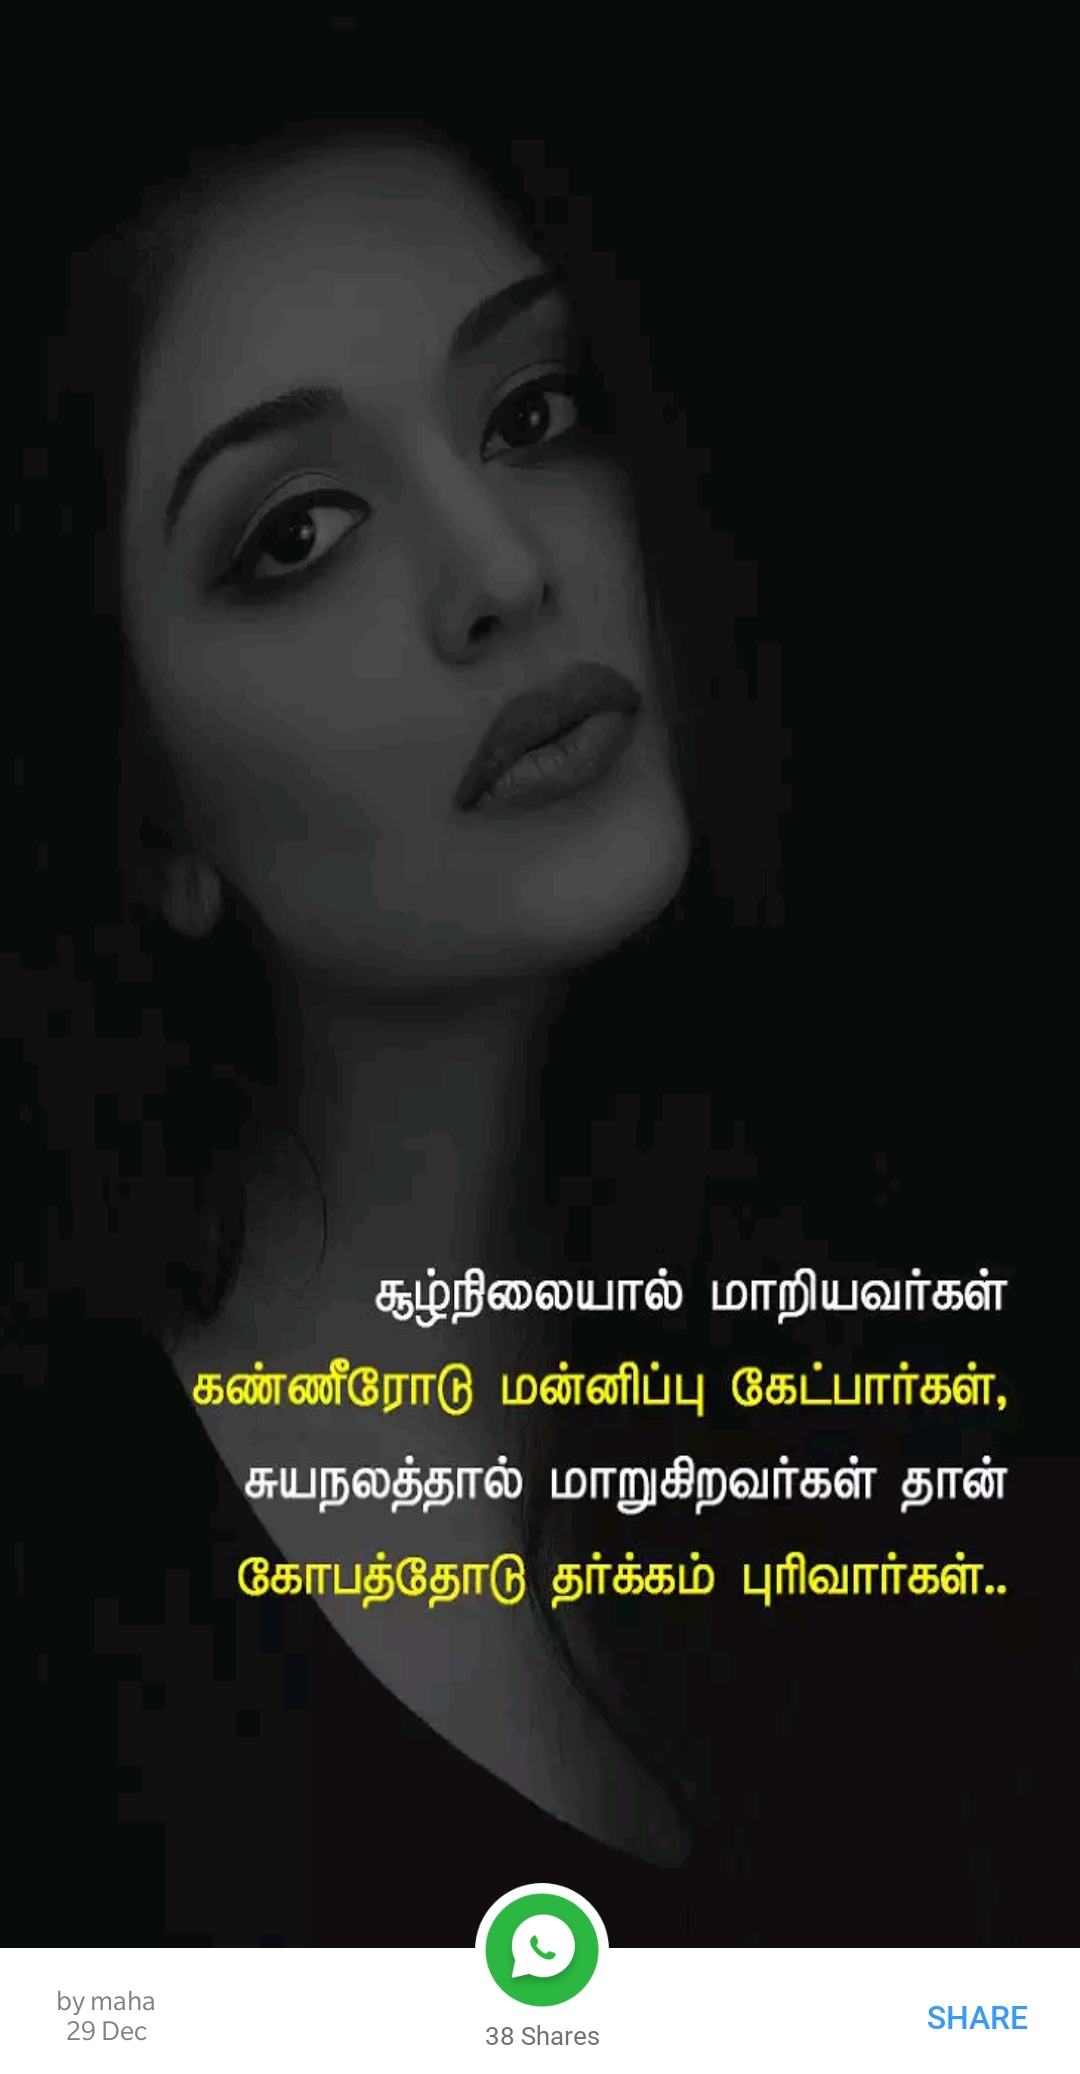 சூழ்நிலையால் மாறியவர்கள்
கண்ணீரோடு மன்னிப்பு கேட்பார்கள்,
சுயநலத்தால் மாறுகிறவர்கள் தான்
கோபத்தோடு தர்க்கம் புரிவார்கள்..
by maha
29 Dec
38 Shares
SHARE